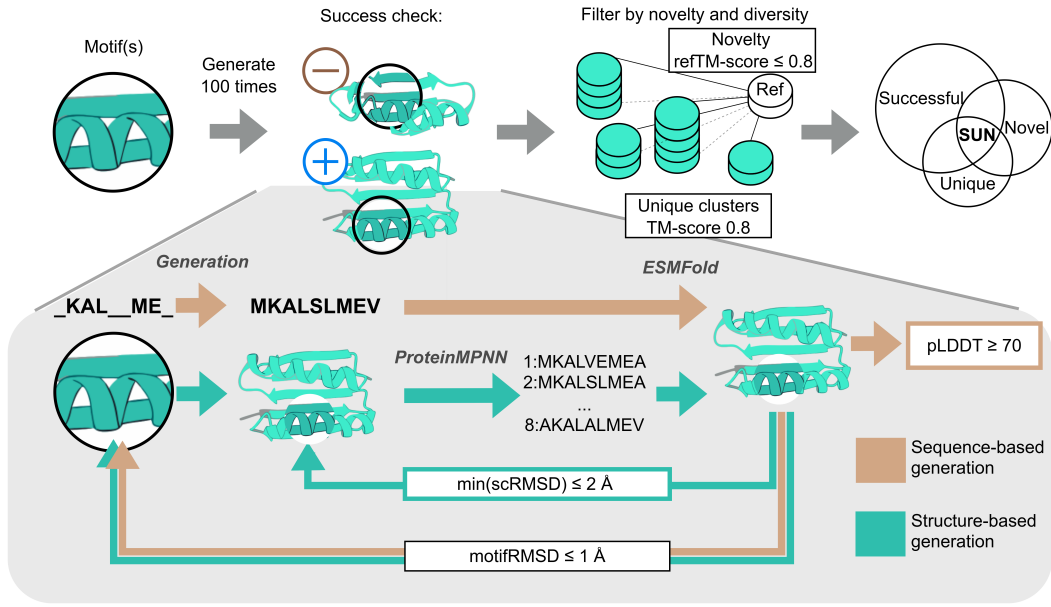 Motif(s)
Generate
100 times
Success check:
Filter by novelty and diversity
Novelty
refTM-score ≤ 0.8
Ref
Unique clusters
TM-score 0.8
Successful
SUN
Novel
Unique
Generation
ESMFold
_KAL__ME_
MKALSLMEV
ProteinMPNN
1:MKALVEMEA
2:MKALSLMEA
...
8:AKALALMEV
pLDDT ≥ 70
min(scRMSD) ≤ 2 Å
motifRMSD ≤ 1 Å
Sequence-based
generation
Structure-based
generation